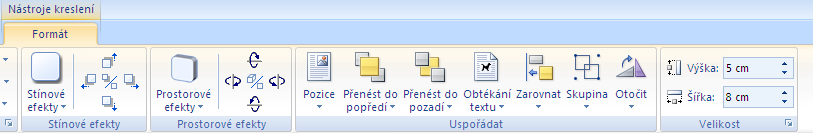 Nástroje kreslení
Formát
Stínové efekty
Prostorové efekty
Pozice
Přenést do popředí
Přenést do pozadí
Obtékání textu
Zarovnat
Skupina
Otočit
Výška: 5 cm
Šířka: 8 cm
Stínové efekty
Prostorové efekty
Uspořádat
Velikost